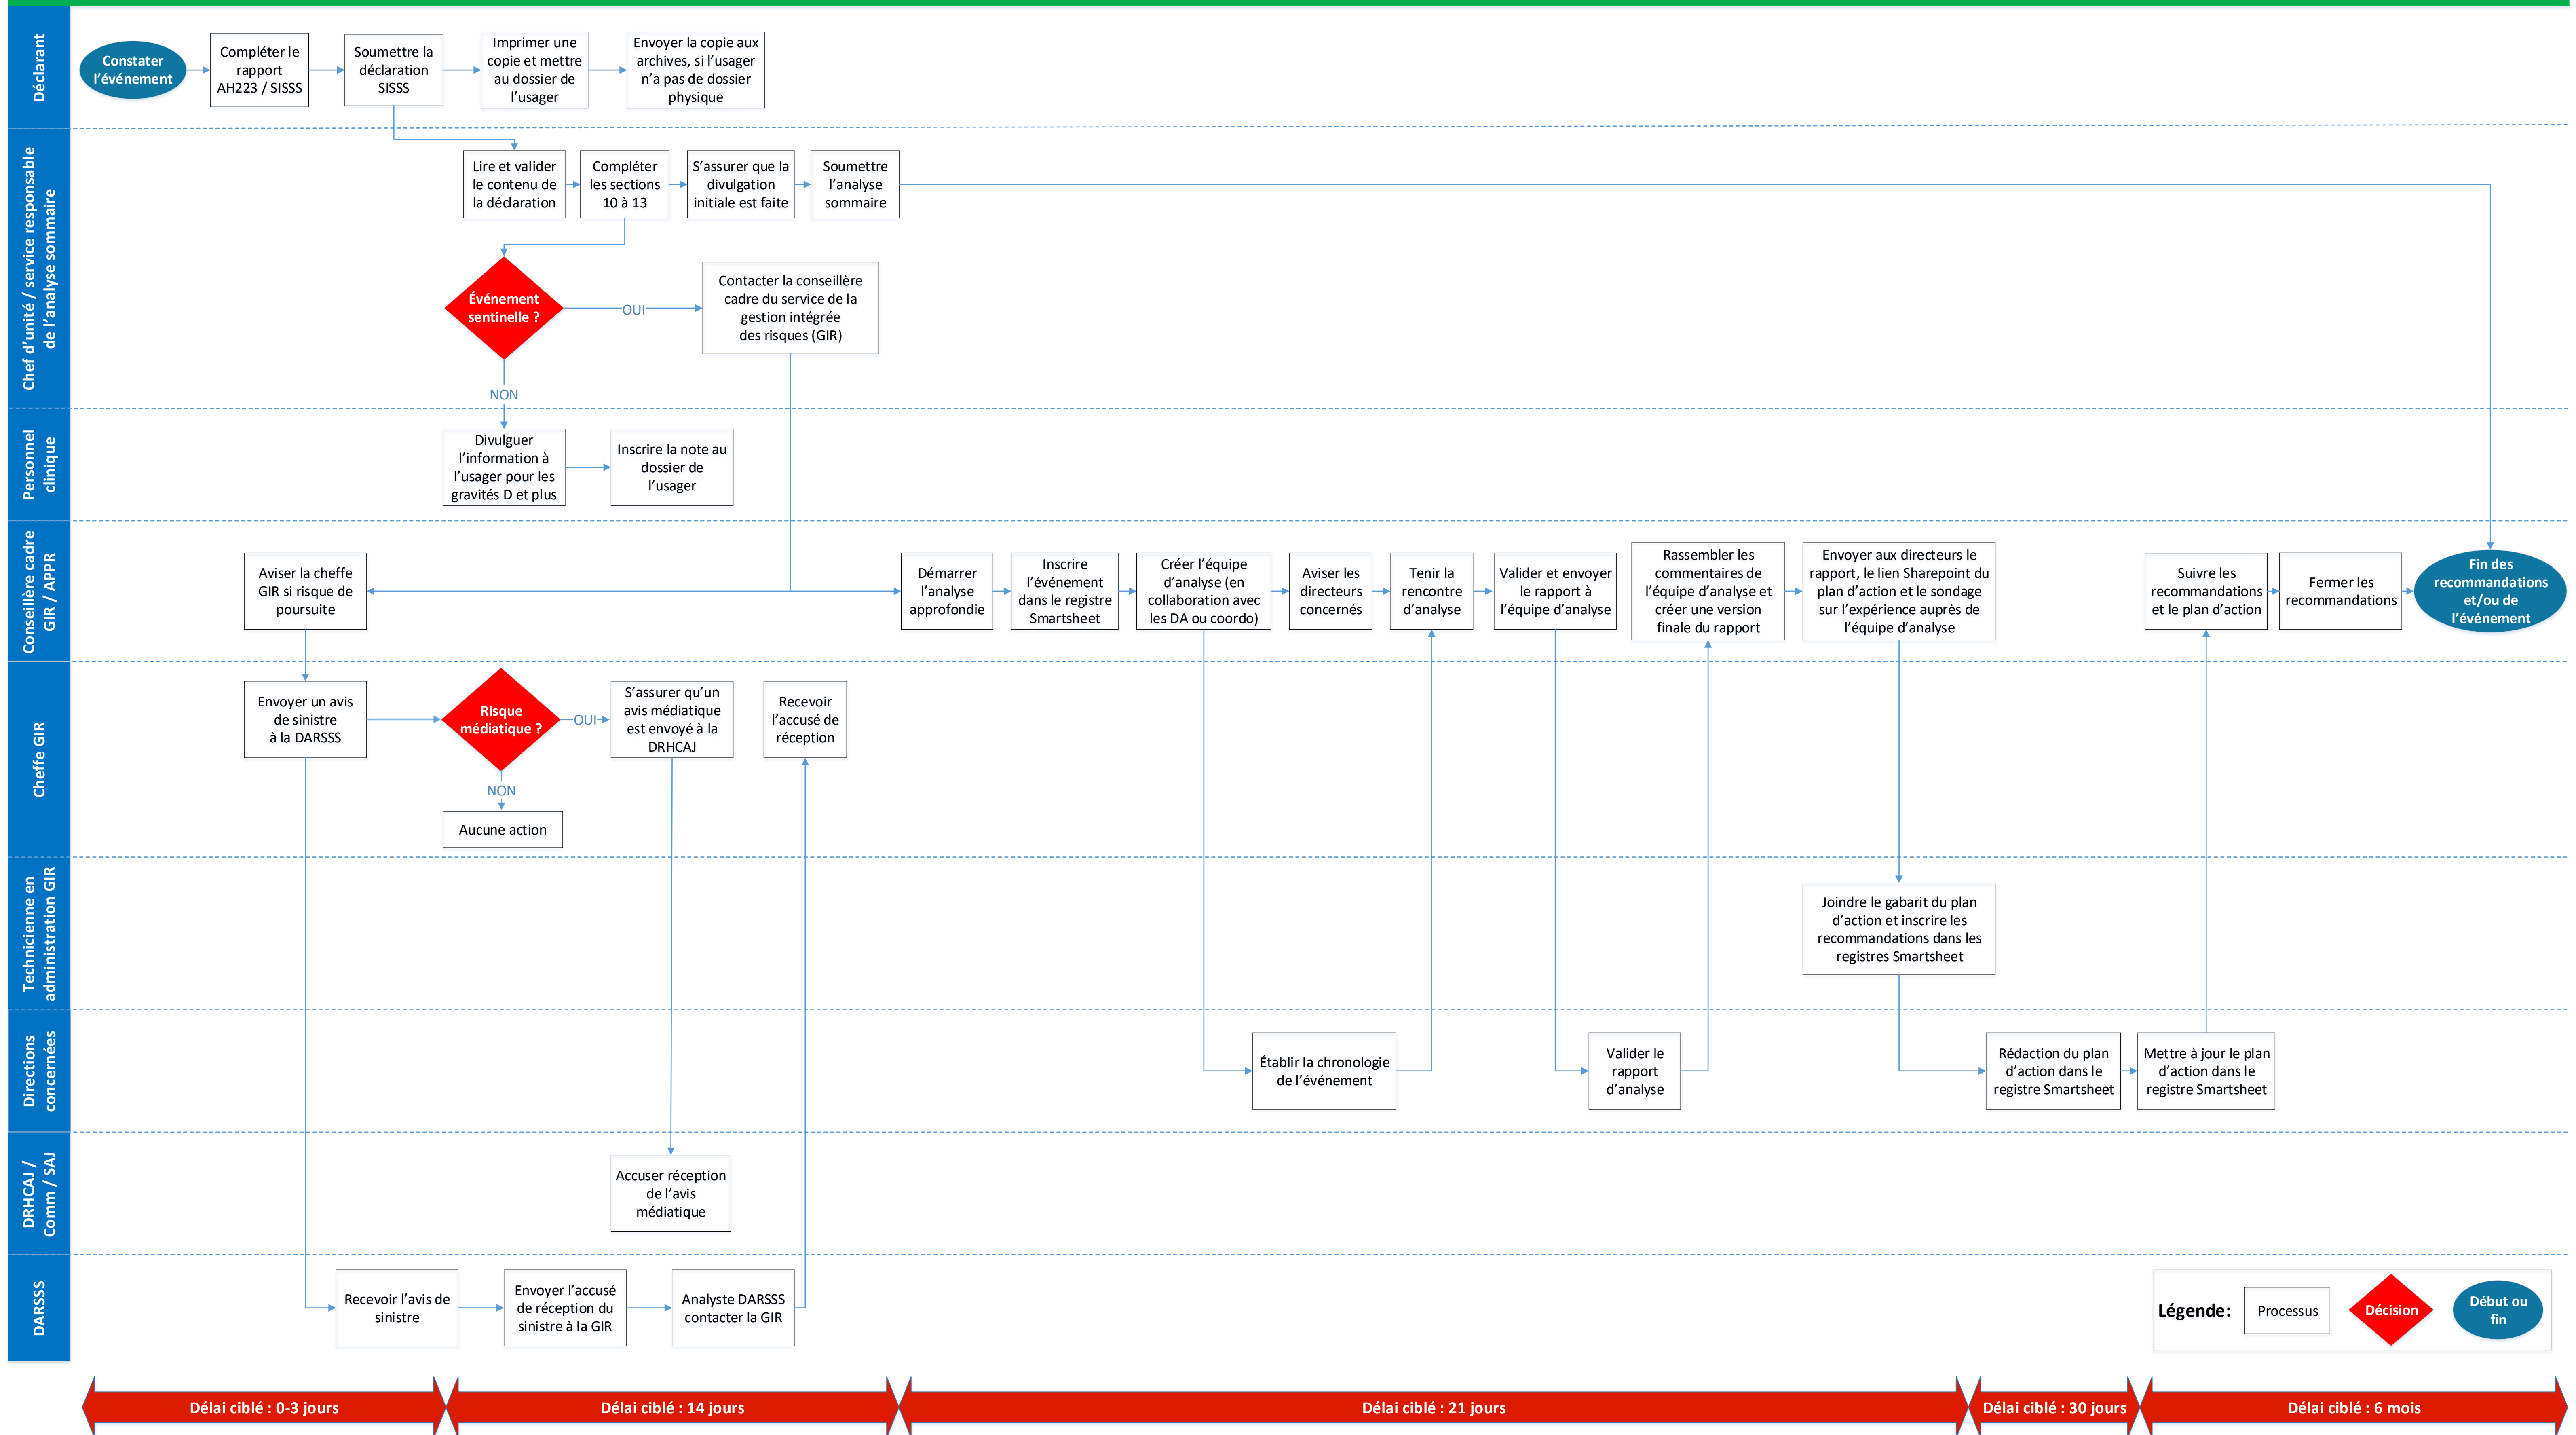 Déclarant
Constater
l'événement
Compléter le
rapport
AH223 / SISSS
Soumettre la
déclaration
SISSS
Imprimer une
copie et mettre
au dossier de
l'usager
Envoyer la copie aux
archives, si l'usager
n'a pas de dossier
physique
Chef d'unité / service responsable
de l'analyse sommaire
Lire et valider
le contenu de
la déclaration
Compléter
les sections
10 à 13
S'assurer que la
divulgation
initiale est faite
Soumettre
l'analyse
sommaire
Événement
sentinelle ?
OUI
Contacter la conseillère
cadre du service de la
gestion intégrée
des risques (GIR)
NON
Personnel
clinique
Divulguer
l'information à
l'usager pour les
gravités D et plus
Inscrire la note au
dossier de
l'usager
Conseillère cadre
GIR / APPR
Aviser la cheffe
GIR si risque de
poursuite
Démarrer
l'analyse
approfondie
Inscrire
l'événement
dans le registre
Smartsheet
Créer l'équipe
d'analyse (en
collaboration avec
les DA ou coordo)
Aviser les
directeurs
concernés
Tenir la
rencontre
d'analyse
Valider et envoyer
le rapport à
l'équipe d'analyse
Rassembler les
commentaires de
l'équipe d'analyse et
créer une version
finale du rapport
Envoyer aux directeurs le
rapport, le lien Sharepoint du
plan d'action et le sondage
sur l'expérience auprès de
l'équipe d'analyse
Suivre les
recommandations
et le plan d'action
Fermer les
recommandations
Fin des
recommandations
et/ou de
l'événement
Cheffe GIR
Envoyer un avis
de sinistre
à la DARSSS
Risque
médiatique ?
OUI
S'assurer qu'un
avis médiatique
est envoyé à la
DRHCAJ
Recevoir
l'accusé de
réception
NON
Aucune action
Technicienne en
administration GIR
Joindre le gabarit du plan
d'action et inscrire les
recommandations dans les
registres Smartsheet
Directions
concernées
Établir la chronologie
de l'événement
Valider le
rapport
d'analyse
Rédaction du plan
d'action dans le
registre Smartsheet
Mettre à jour le plan
d'action dans le
registre Smartsheet
DRHCAJ /
Comm / SAJ
Accuser réception
de l'avis
médiatique
DARSSS
Recevoir l'avis de
sinistre
Envoyer l'accusé
de réception du
sinistre à la GIR
Analyste DARSSS
contacter la GIR
Légende:
Processus
Décision
Début ou
fin
Délai ciblé : 0-3 jours
Délai ciblé : 14 jours
Délai ciblé : 21 jours
Délai ciblé : 30 jours
Délai ciblé : 6 mois